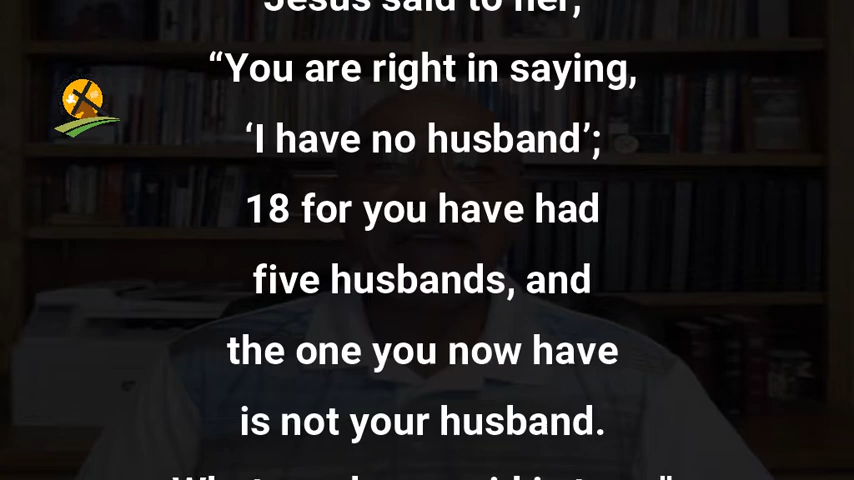 Jesus said to her,
“You are right in saying,
‘I have no husband’;
18 for you have had
five husbands, and
the one you now have
is not your husband.